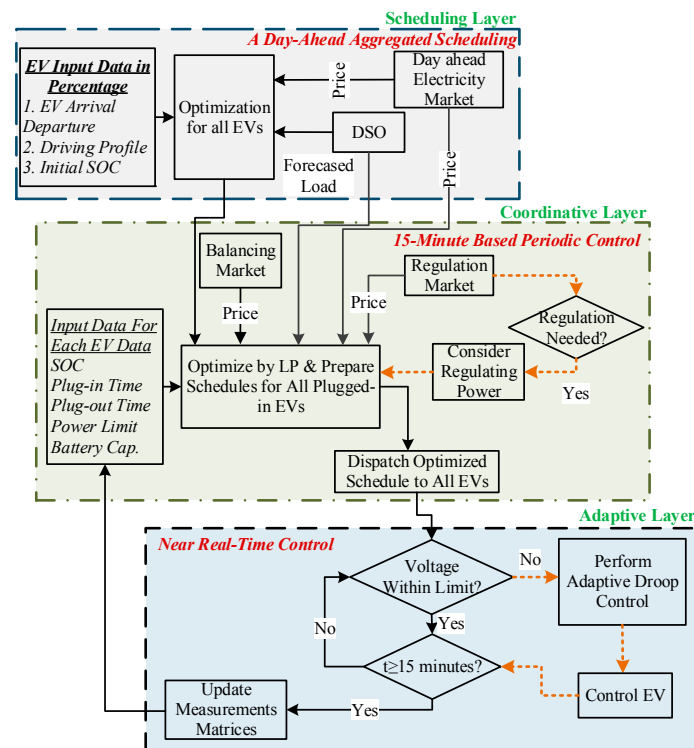 Scheduling Layer
A Day-Ahead Aggregated Scheduling
EV Input Data in
Percentage
1. EV Arrival
Departure
2. Driving Profile
3. Initial SOC
Optimization
for all EVs
Price
Day ahead
Electricity
Market
DSO
Forecased
Load
Price
Coordinative Layer
15-Minute Based Periodic Control
Balancing
Market
Price
Price
Regulation
Market
Regulation
Needed?
Yes
Consider
Regulating
Power
Input Data For
Each EV Data
SOC
Plug-in Time
Plug-out Time
Power Limit
Battery Cap.
Optimize by LP & Prepare
Schedules for All Plugged-
in EVs
Dispatch Optimized
Schedule to All EVs
Adaptive Layer
Near Real-Time Control
Voltage
Within Limit?
No
Perform
Adaptive Droop
Control
Yes
No
t≥15 minutes?
Control EV
Yes
Update
Measurements
Matrices